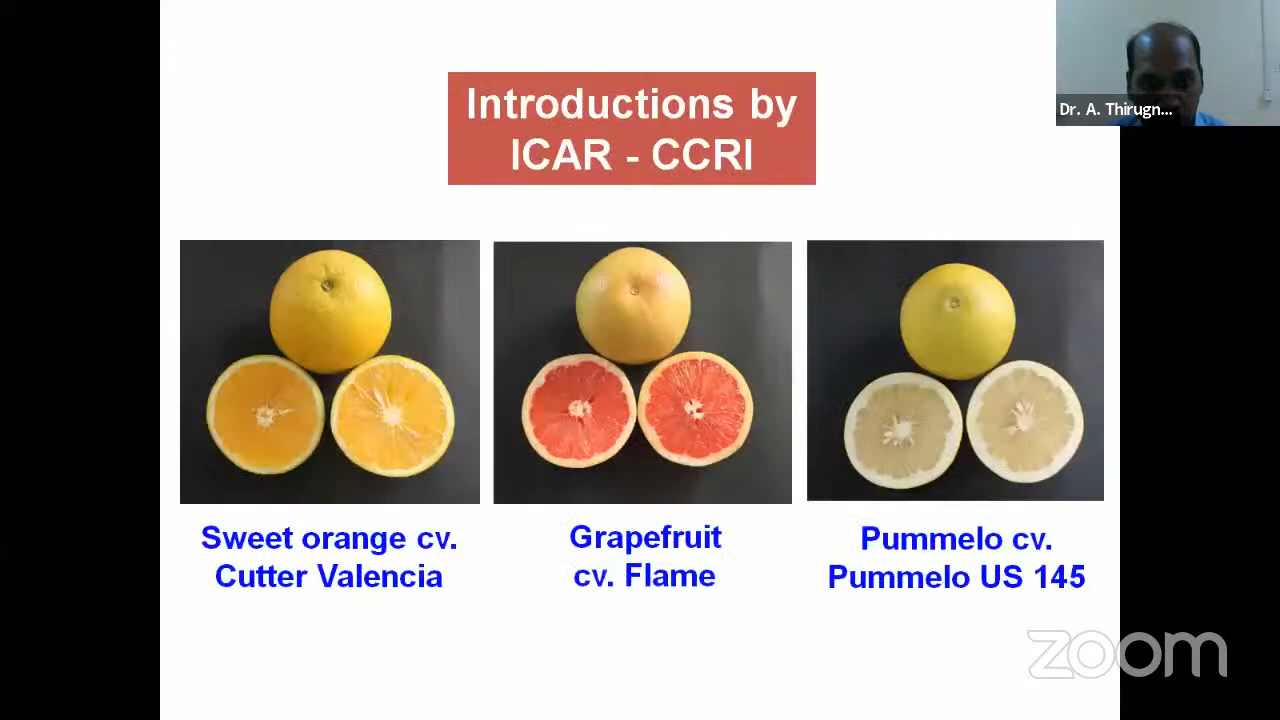 Introductions by
ICAR - CCRI
Dr. A. Thirugn...
Sweet orange cv.
Cutter Valencia
Grapefruit
cv. Flame
Pummelo cv.
Pummelo US 145
zoom